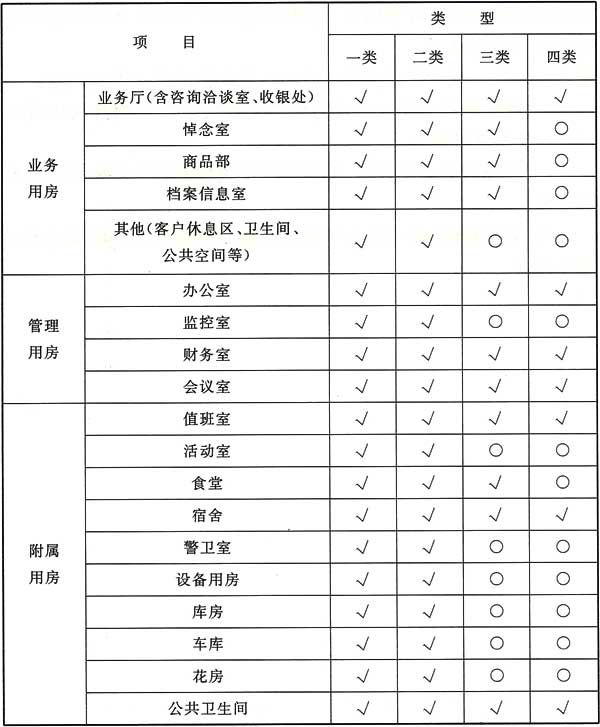 项 目 类 型
一类 二类 三类 四类
业务用房 业务厅（含咨询洽谈室、收银处） √ √ √ √
悼念室 √ √ √ ○
商品部 √ √ √ ○
档案信息室 √ √ √ ○
其他（客户休息区、卫生间、
公共空间等） √ √ ○ ○
管理用房 办公室 √ √ √ √
监控室 √ √ ○ ○
财务室 √ √ √ √
会议室 √ √ √ √
附属用房 值班室 √ √ √ √
活动室 √ √ ○ ○
食堂 √ √ √ ○
宿舍 √ √ √ √
警卫室 √ √ ○ ○
设备用房 √ √ ○ ○
库房 √ √ ○ ○
车库 √ √ ○ ○
花房 √ √ ○ ○
公共卫生间 √ √ √ √